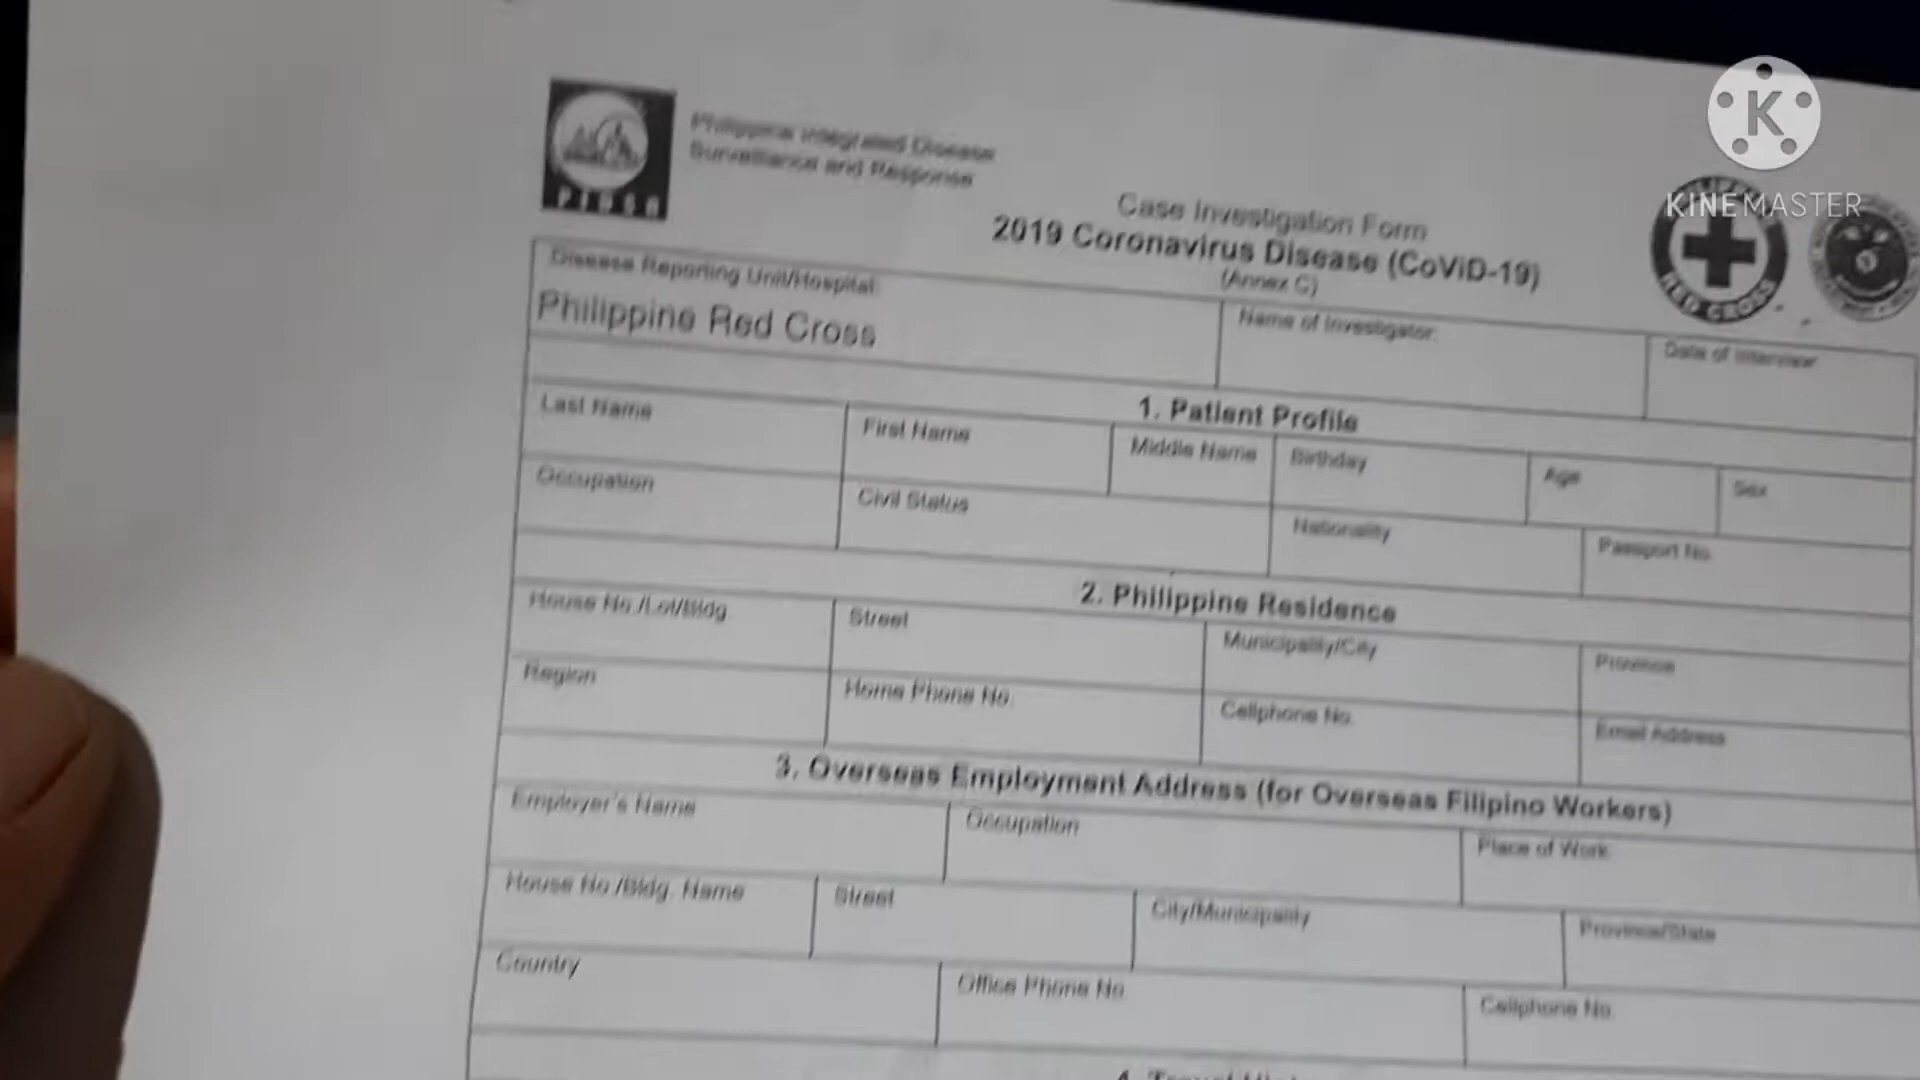 Philippine Integrated Disease
Surveillance and Response
PIDSR
K
KINEMASTER
RED CROSS
Case Investigation Form
2019 Coronavirus Disease (CoViD-19)
(Annex C)
Disease Reporting Unit/Hospital:
Philippine Red Cross
Name of Investigator:
Date of Interview:
1. Patient Profile
Last Name
First Name
Middle Name
Birthday
Age
Sex
Occupation
Civil Status
Nationality
Passport No.
2. Philippine Residence
House No./Lot/Bldg.
Street
Municipality/City
Province
Region
Home Phone No.
Cellphone No.
Email Address
3. Overseas Employment Address (for Overseas Filipino Workers)
Employer's Name
Occupation
Place of Work
House No./Bldg. Name
Street
City/Municipality
Province/State
Country
Office Phone No.
Cellphone No.